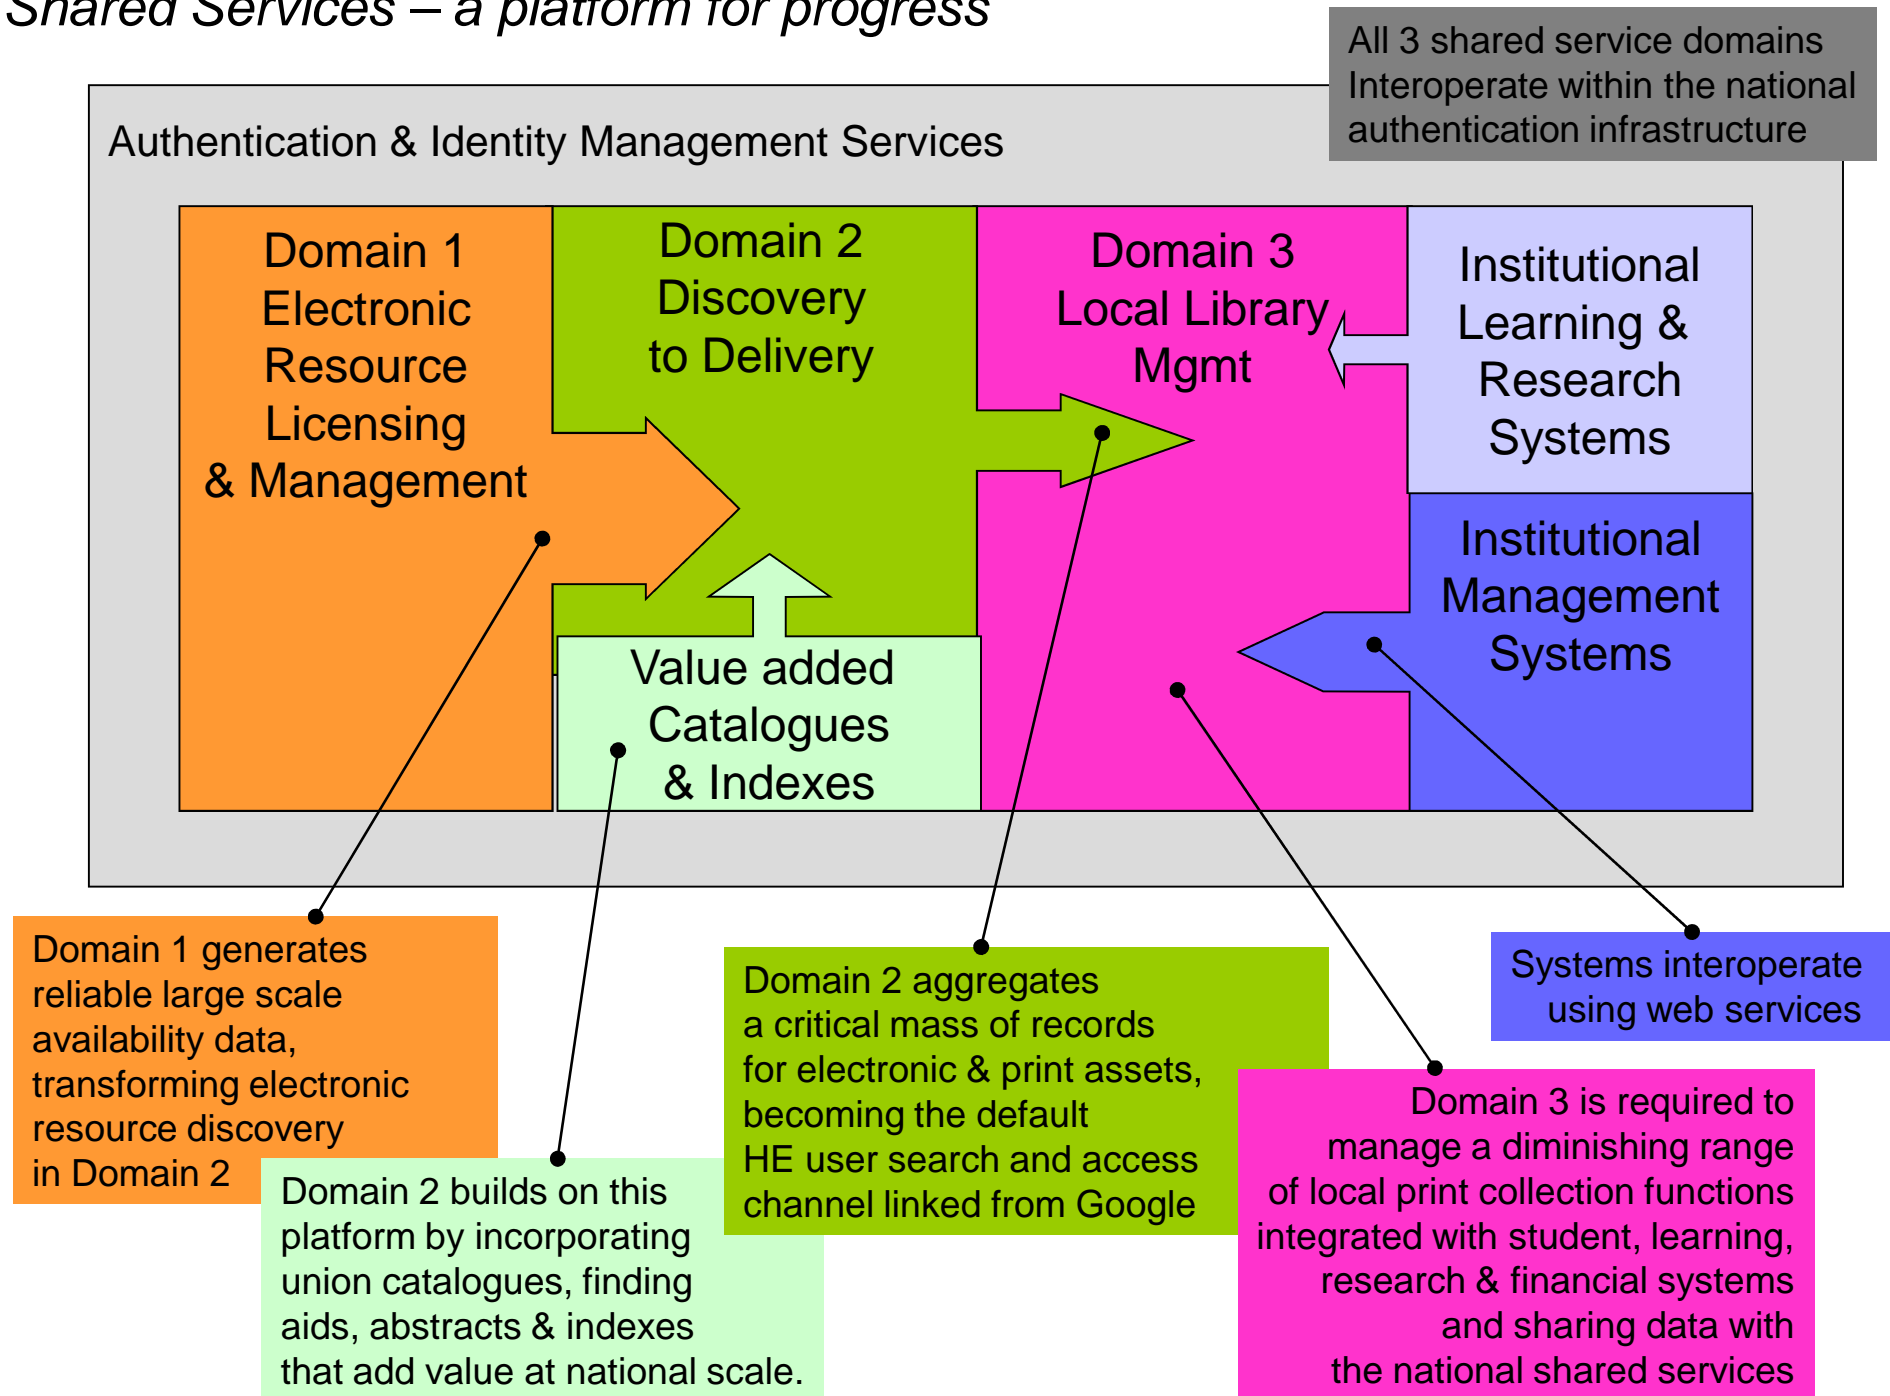 Shared Services – a platform for progress
All 3 shared service domains
Interoperate within the national
authentication infrastructure
Authentication & Identity Management Services
Domain 1
Electronic
Resource
Licensing
& Management
Domain 2
Discovery
to Delivery
Domain 3
Local Library
Mgmt
Institutional
Learning &
Research
Systems
Institutional
Management
Systems
Value added
Catalogues
& Indexes
Domain 1 generates
reliable large scale
availability data,
transforming electronic
resource discovery
in Domain 2
Domain 2 builds on this
platform by incorporating
union catalogues, finding
aids, abstracts & indexes
that add value at national scale.
Domain 2 aggregates
a critical mass of records
for electronic & print assets,
becoming the default
HE user search and access
channel linked from Google
Systems interoperate
using web services
Domain 3 is required to
manage a diminishing range
of local print collection functions
integrated with student, learning,
research & financial systems
and sharing data with
the national shared services